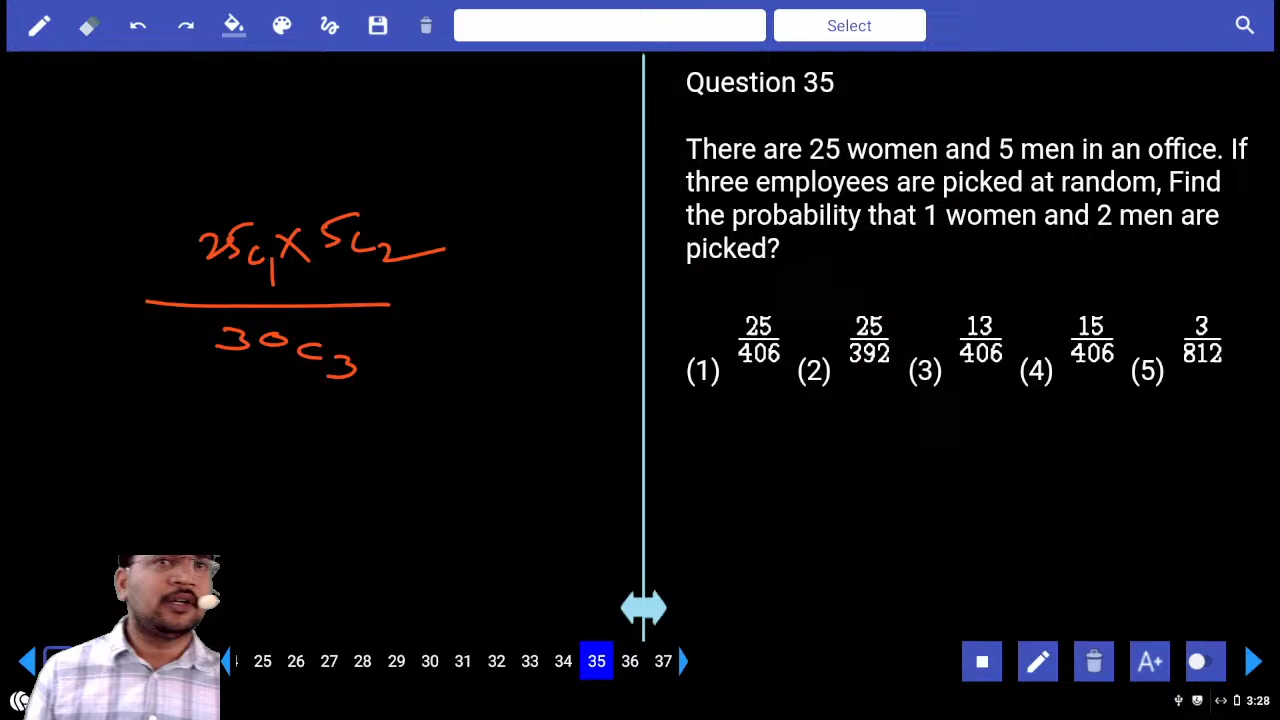 Select
Question 35
There are 25 women and 5 men in an office. If
three employees are picked at random, Find
the probability that 1 women and 2 men are
picked?
(1) 25/406 (2) 25/392 (3) 13/406 (4) 15/406 (5) 3/812
25c1 X 5c2
30c3
25 26 27 28 29 30 31 32 33 34 35 36 37
A+
3:28